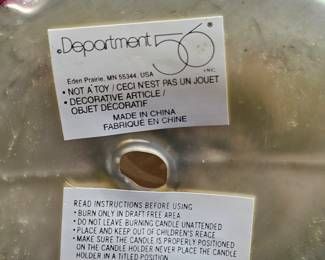 Department 56®
INC.
Eden Prairie, MN 55344, USA
• NOT A TOY / CECI N'EST PAS UN JOUET
• DECORATIVE ARTICLE /
OBJET DÉCORATIF
MADE IN CHINA
FABRIQUE EN CHINE
READ INSTRUCTIONS BEFORE USING
• BURN ONLY IN DRAFT FREE AREA
• DO NOT LEAVE BURNING CANDLE UNATTENDED
• PLACE AND KEEP OUT OF CHILDREN'S REACE
• MAKE SURE THE CANDLE IS PROPERLY POSITIONED
ON THE CANDLE HOLDER NEVER PLACE THE CANDLE
HOLDER IN A TITLED POSITION